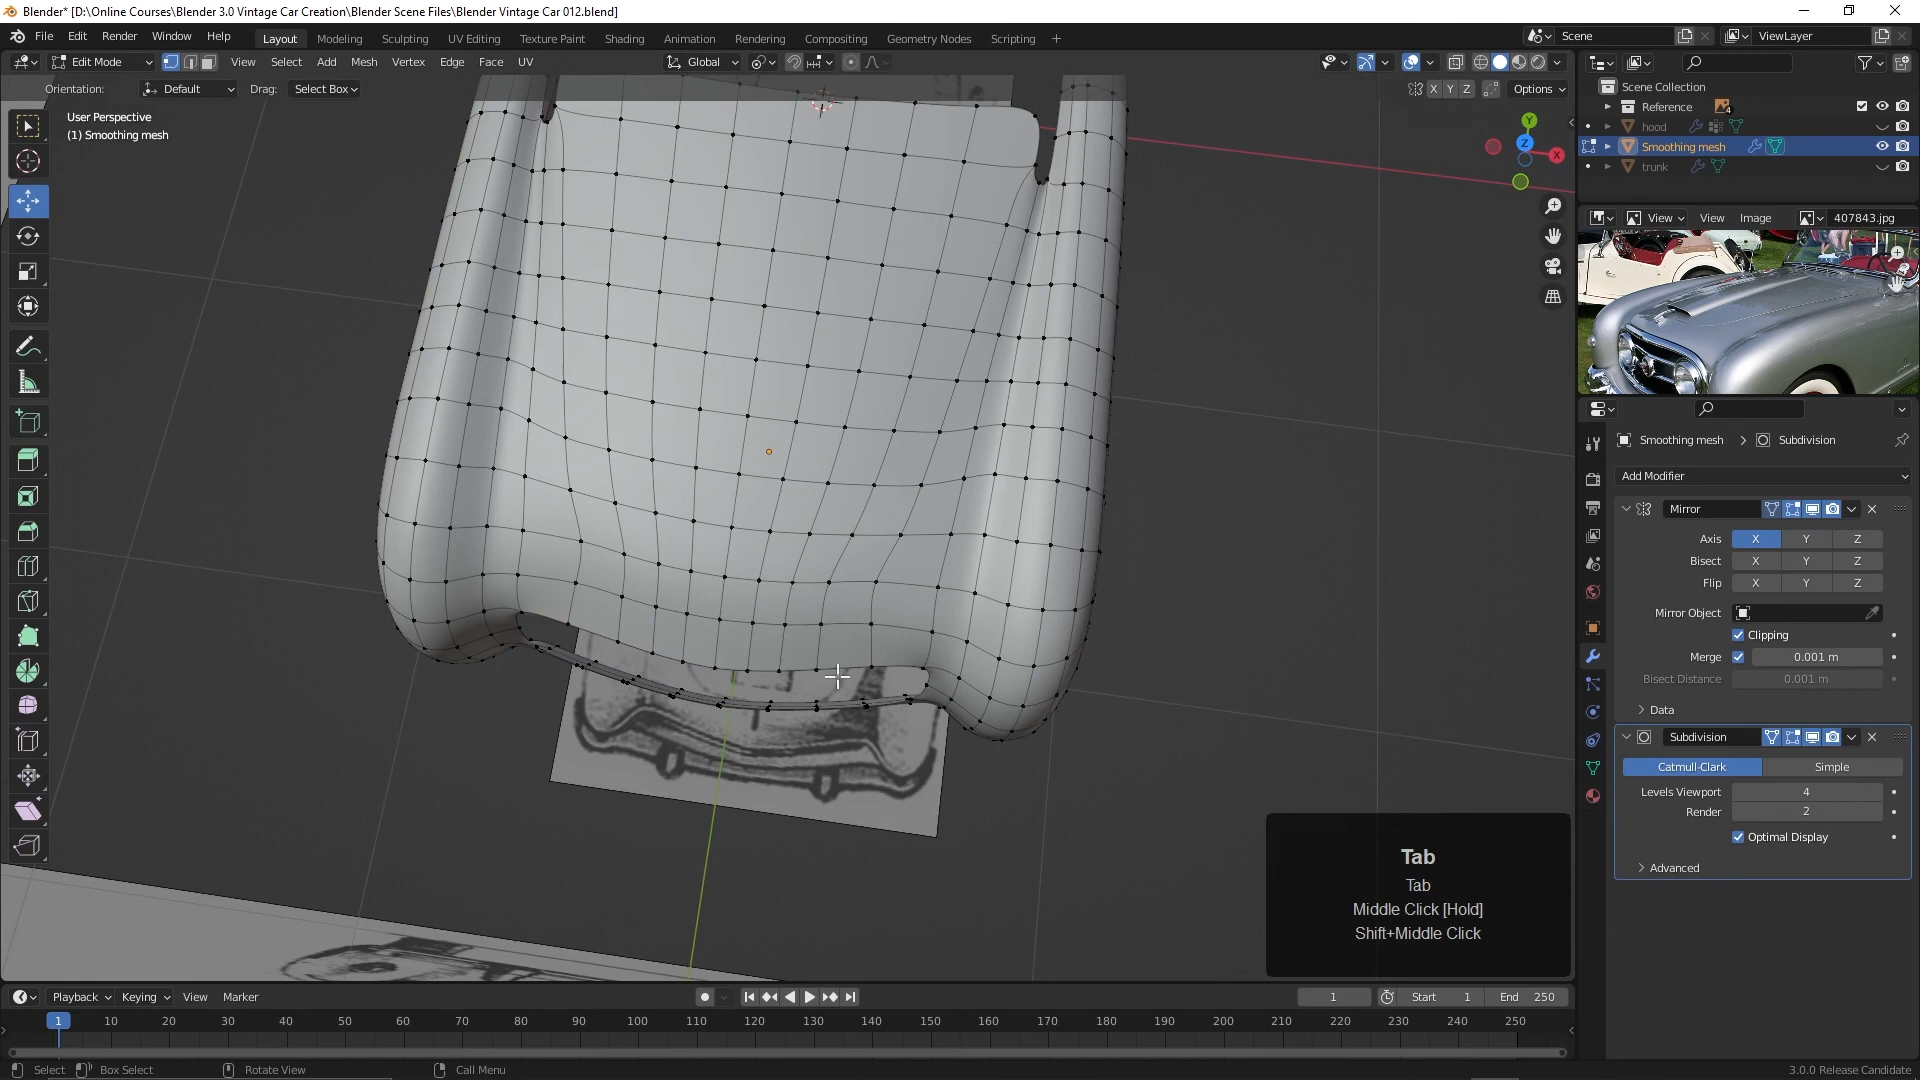 Blender* [D:\Online Courses\Blender 3.0 Vintage Car Creation\Blender Scene Files\Blender Vintage Car 012.blend]
File Edit Render Window Help
Layout Modeling Sculpting UV Editing Texture Paint Shading Animation Rendering Compositing Geometry Nodes Scripting +
Scene ViewLayer
Edit Mode View Select Add Mesh Vertex Edge Face UV Global
Orientation: Default Drag: Select Box X Y Z Options
User Perspective
(1) Smoothing mesh
Y
Z
X
Scene Collection
Reference 4
hood
Smoothing mesh
trunk
View View Image 407843.jpg
Smoothing mesh > Subdivision
Add Modifier
Mirror
Axis X Y Z
Bisect X Y Z
Flip X Y Z
Mirror Object
Clipping
Merge 0.001 m
Bisect Distance 0.001 m
Data
Subdivision
Catmull-Clark Simple
Levels Viewport 4
Render 2
Optimal Display
Advanced
Tab
Tab
Middle Click [Hold]
Shift+Middle Click
Playback Keying View Marker 1 Start 1 End 250
1 10 20 30 40 50 60 70 80 90 100 110 120 130 140 150 160 170 180 190 200 210 220 230 240 250
Select Box Select Rotate View Call Menu 3.0.0 Release Candidate